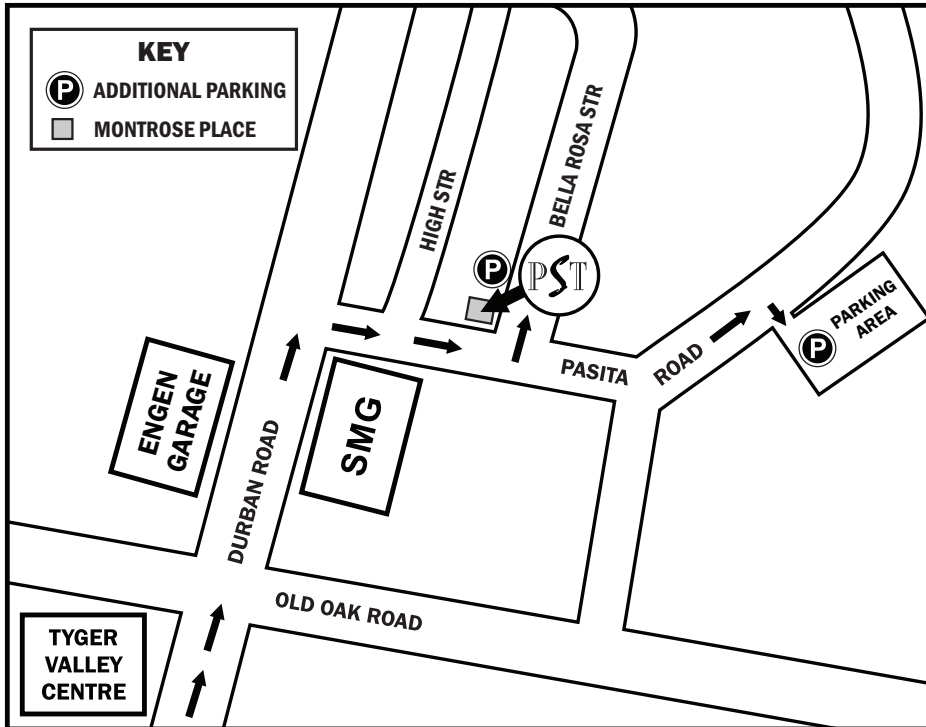 KEY
P ADDITIONAL PARKING
MONTROSE PLACE
HIGH STR
BELLA ROSA STR
P
PST
PASITA ROAD
P
PARKING
AREA
ENGEN
GARAGE
SMG
DURBAN ROAD
OLD OAK ROAD
TYGER
VALLEY
CENTRE